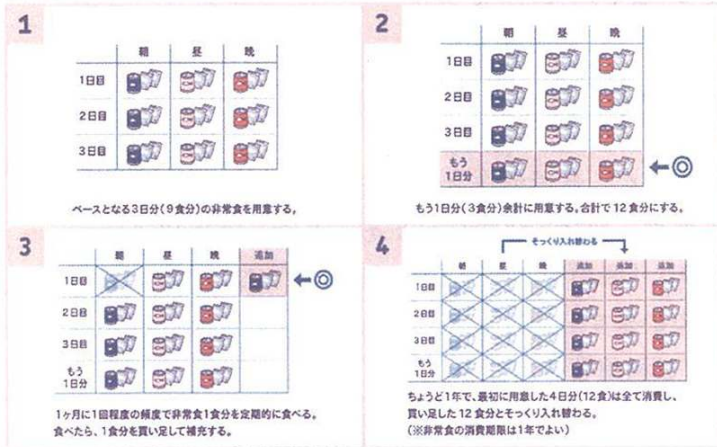 1
朝 昼 晩
1日目
2日目
3日目
ベースとなる3日分(9食分)の非常食を用意する。
2
朝 昼 晩
1日目
2日目
3日目
もう
1日分
もう1日分(3食分)余計に用意する。合計で12食分にする。
3
朝 昼 晩 追加
1日目
2日目
3日目
もう
1日分
1ヶ月に1回程度の頻度で非常食1食分を定期的に食べる。
食べたら、1食分を買い足して補充する。
4
そっくり入れ替わる
朝 昼 晩 追加 追加 追加
1日目
2日目
3日目
もう
1日分
ちょうど1年で、最初に用意した4日分(12食)は全て消費し、
買い足した12食分とそっくり入れ替わる。
(※非常食の消費期限は1年でよい)